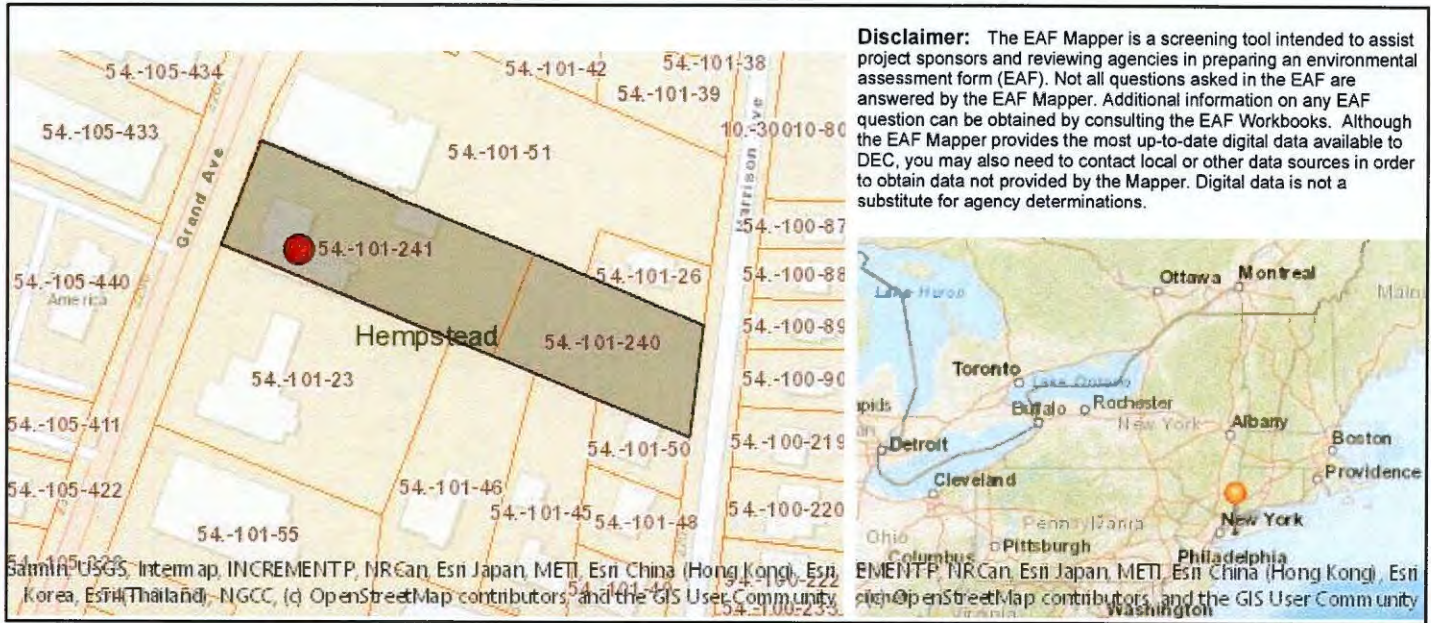 Disclaimer: The EAF Mapper is a screening tool intended to assist
project sponsors and reviewing agencies in preparing an environmental
assessment form (EAF). Not all questions asked in the EAF are
answered by the EAF Mapper. Additional information on any EAF
question can be obtained by consulting the EAF Workbooks. Although
the EAF Mapper provides the most up-to-date digital data available to
DEC, you may also need to contact local or other data sources in order
to obtain data not provided by the Mapper. Digital data is not a
substitute for agency determinations.
54.-105-434
54.-101-42
54.-101-38
54.-101-39
54.-105-433
10.-30010-80
54.-101-51
Grand Ave
Harrison Ave
54.-100-87
54.-101-241
54.-101-26
54.-105-440
America
54.-100-88
Hempstead
54.-101-240
54.-100-89
54.-101-23
54.-100-90
54.-105-411
54.-101-50
54.-100-219
54.-105-422
54.-101-46
54.-101-45
54.-101-48
54.-100-220
54.-101-55
USGS, Intermap, INCREMENT P, NRCan, Esri Japan, METI, Esri China (Hong Kong), Esri
Korea, Esri (Thailand), NGCC, (c) OpenStreetMap contributors, and the GIS User Community
Lake Huron
Ottawa
Montreal
Toronto
Lake Ontario
apids
Buffalo
Rochester
New York
Albany
Detroit
Boston
Providence
Cleveland
New York
Pennsylvania
Ohio
Pittsburgh
Columbus
Philadelphia
EMENT P, NRCan, Esri Japan, METI, Esri China (Hong Kong), Esri
OpenStreetMap contributors, and the GIS User Community
Washington